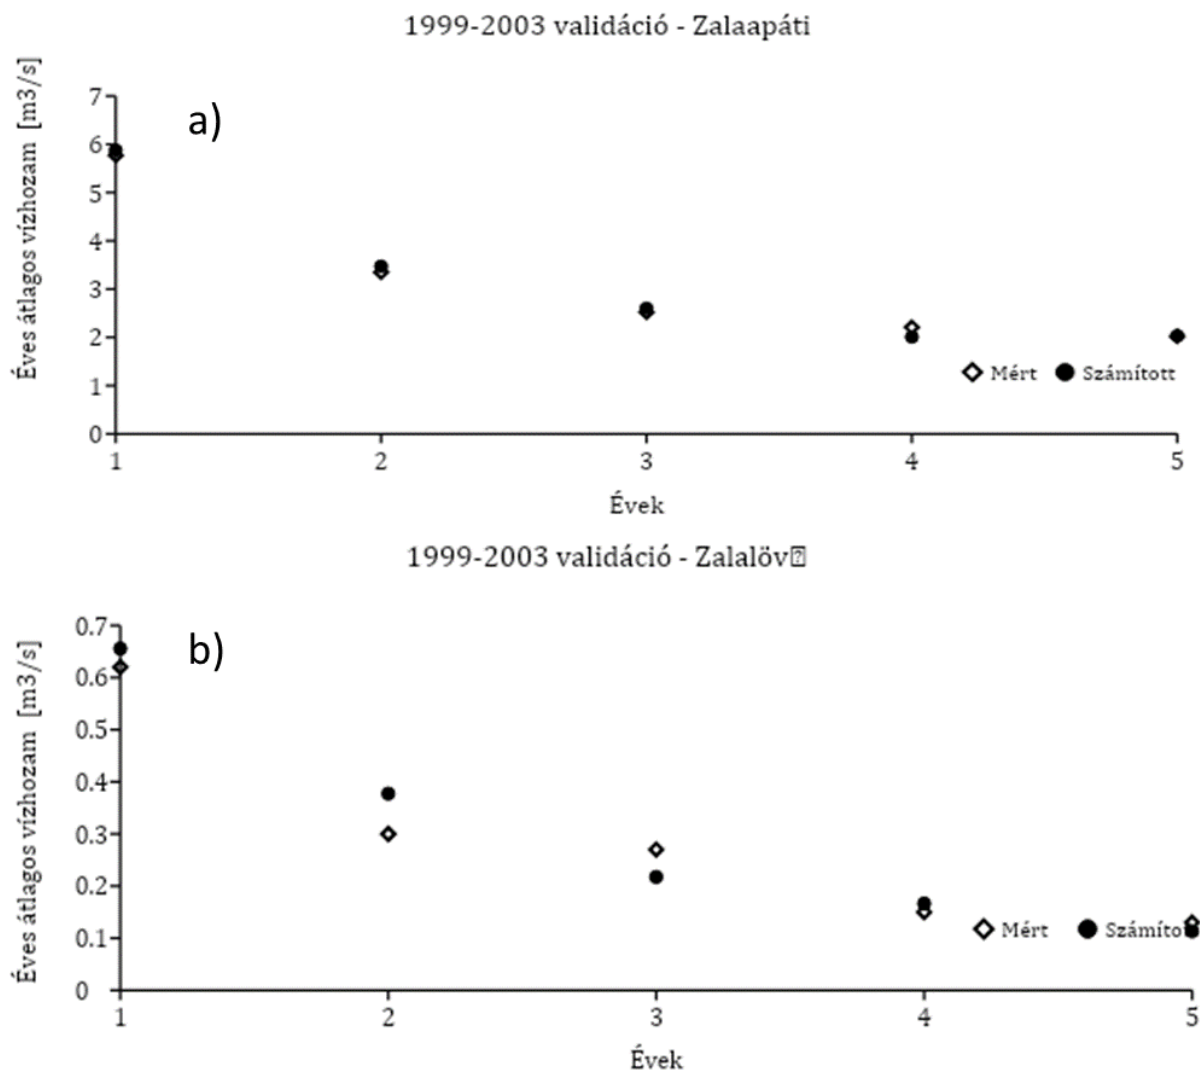 1999-2003 validáció - Zalaapáti
a)
Éves átlagos vízhozam [m3/s]
7
6
5
4
3
2
1
0
Mért Számított
1 2 3 4 5
Évek
1999-2003 validáció - Zalalöv
b)
Éves átlagos vízhozam [m3/s]
0.7
0.6
0.5
0.4
0.3
0.2
0.1
0
Mért
1 2 3 4 5
Évek